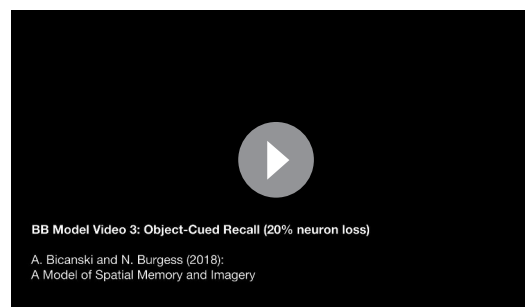 BB Model Video 3: Object-Cued Recall (20% neuron loss)
A. Bicanski and N. Burgess (2018):
A Model of Spatial Memory and Imagery